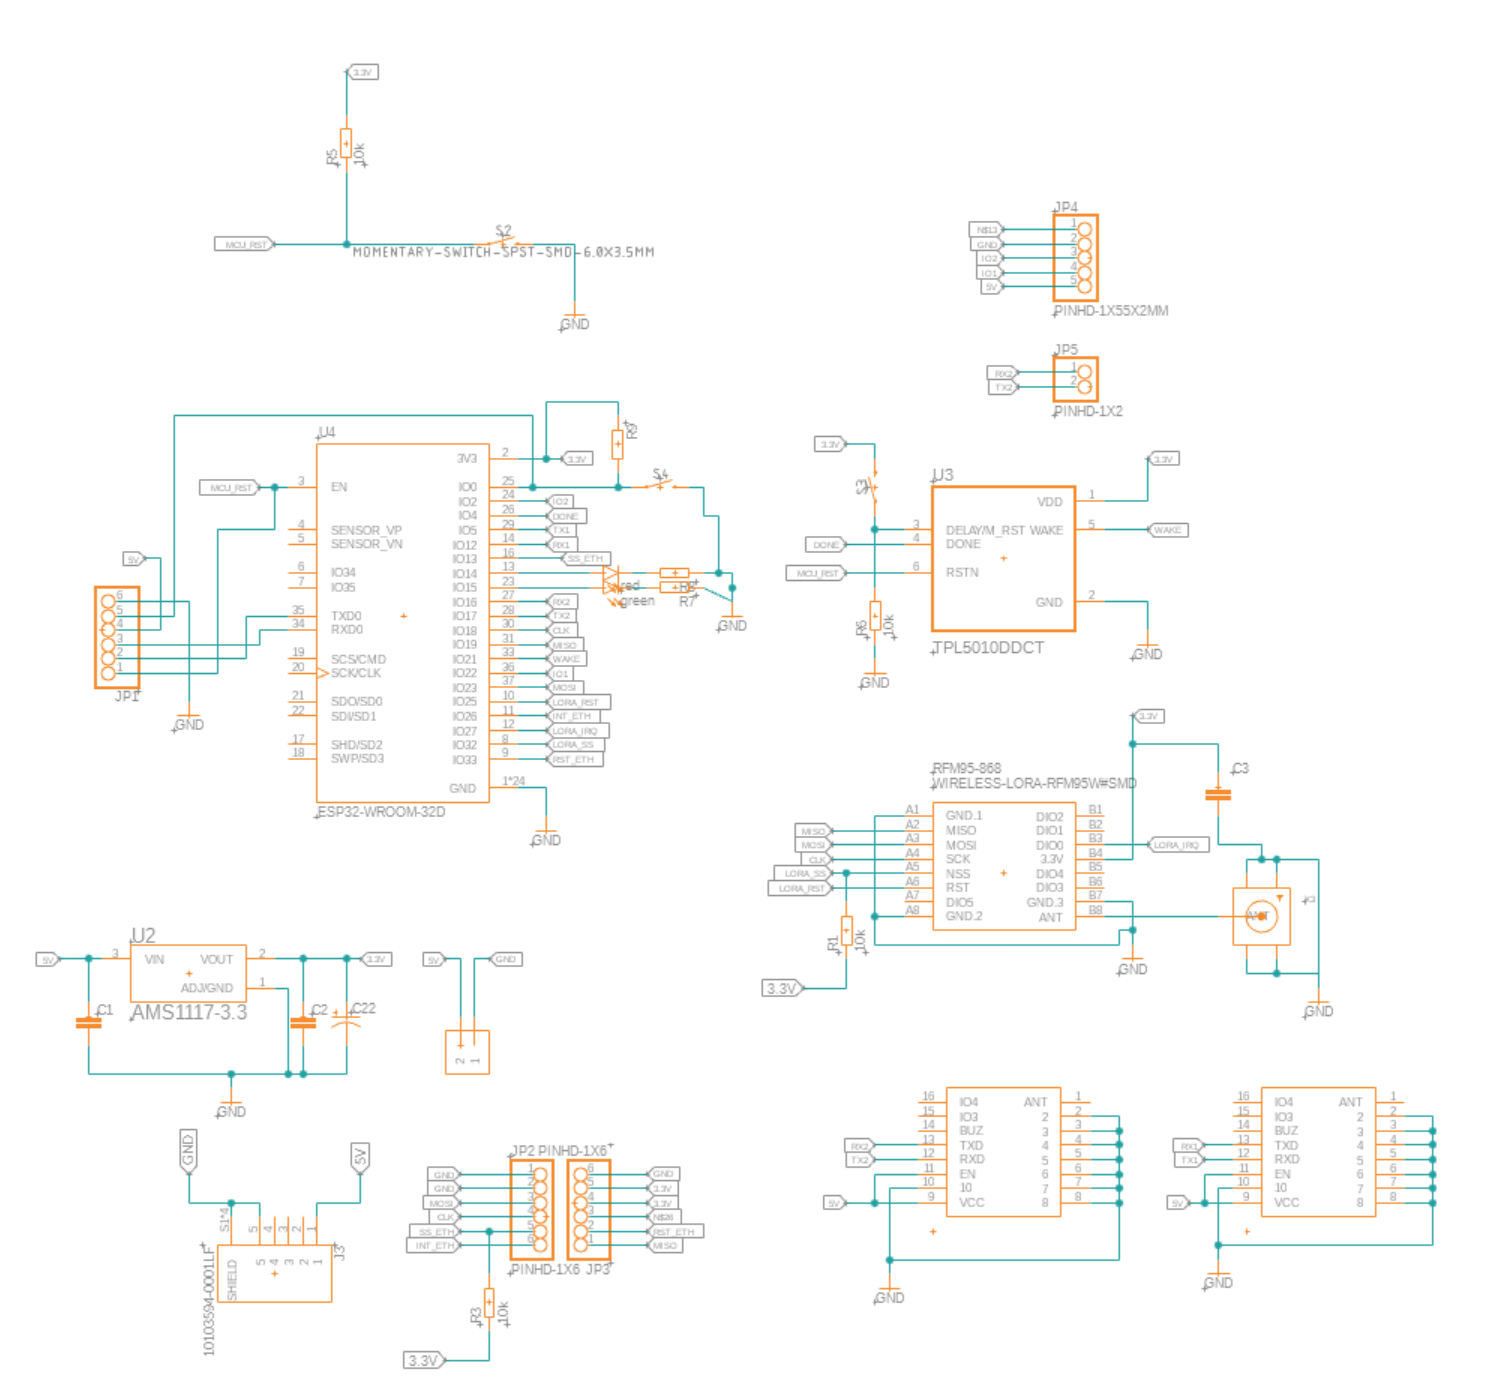 3.3V
R5
10k
MCU_RST
S2
MOMENTARY-SWITCH-SPST-SMD-6.0X3.5MM
GND
JP4
N$13
GND
IO2
IO1
5V
1
2
3
4
5
PINHD-1X55X2MM
JP5
RX2
TX2
1
2
PINHD-1X2
U4
MCU_RST
3
EN
4
SENSOR_VP
5
SENSOR_VN
6
IO34
7
IO35
35
TXD0
34
RXD0
19
SCS/CMD
20
SCK/CLK
21
SDO/SD0
22
SDI/SD1
17
SHD/SD2
18
SWP/SD3
3V3
2
3.3V
IO0
25
IO2
24
IO2
IO4
26
DONE
IO5
29
TX1
IO12
14
RX1
IO13
16
SS_ETH
IO14
13
IO15
23
IO16
27
RX2
IO17
28
TX2
IO18
30
CLK
IO19
31
MISO
IO21
33
WAKE
IO22
36
IO1
IO23
37
MOSI
IO25
10
LORA_RST
IO26
11
INT_ETH
IO27
12
LORA_IRQ
IO32
8
LORA_SS
IO33
9
RST_ETH
GND
1*24
ESP32-WROOM-32D
GND
S4
red
green
R7
GND
5V
6
5
4
3
2
1
JP1
GND
3.3V
S3
DONE
MCU_RST
R6
10k
GND
U3
3
DELAY/M_RST
4
DONE
6
RSTN
VDD
1
3.3V
WAKE
5
WAKE
GND
2
TPL5010DDCT
GND
3.3V
C3
RFM95-868
WIRELESS-LORA-RFM95W#SMD
MISO
MOSI
CLK
LORA_SS
LORA_RST
A1
GND.1
A2
MISO
A3
MOSI
A4
SCK
A5
NSS
A6
RST
A7
DIO5
A8
GND.2
DIO2
B1
DIO1
B2
DIO0
B3
LORA_IRQ
3.3V
B4
DIO4
B5
DIO3
B6
GND.3
B7
ANT
B8
ANT
R1
10k
3.3V
GND
GND
U2
5V
3
VIN
VOUT
2
3.3V
ADJ/GND
1
AMS1117-3.3
C1
C2
C22
GND
5V
GND
2
1
GND
5V
S1*4
5
4
3
2
1
SHIELD
5
4
3
2
1
J3
10103594-0001LF
JP2
PINHD-1X6
GND
GND
MOSI
CLK
SS_ETH
INT_ETH
1
2
3
4
5
6
6
5
4
3
2
1
GND
3.3V
3.3V
N$26
RST_ETH
MISO
PINHD-1X6
JP3
R3
10k
3.3V
16
IO4
15
IO3
14
BUZ
RX2
13
TXD
TX2
12
RXD
11
EN
10
10
5V
9
VCC
ANT
1
2
2
3
3
4
4
5
5
6
6
7
7
8
8
GND
16
IO4
15
IO3
14
BUZ
RX1
13
TXD
TX1
12
RXD
11
EN
10
10
5V
9
VCC
ANT
1
2
2
3
3
4
4
5
5
6
6
7
7
8
8
GND